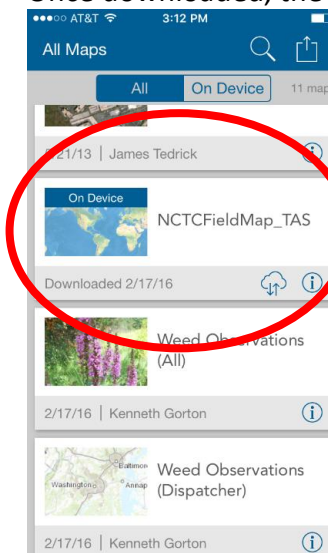 Once downloaded, the
AT&T 3:12 PM
All Maps
All On Device 11 map
5/21/13 | James Tedrick
On Device
NCTCFieldMap_TAS
Downloaded 2/17/16
Weed Observations
(All)
2/17/16 | Kenneth Gorton
Baltimore
Washington
Annap
Weed Observations
(Dispatcher)
2/17/16 | Kenneth Gorton